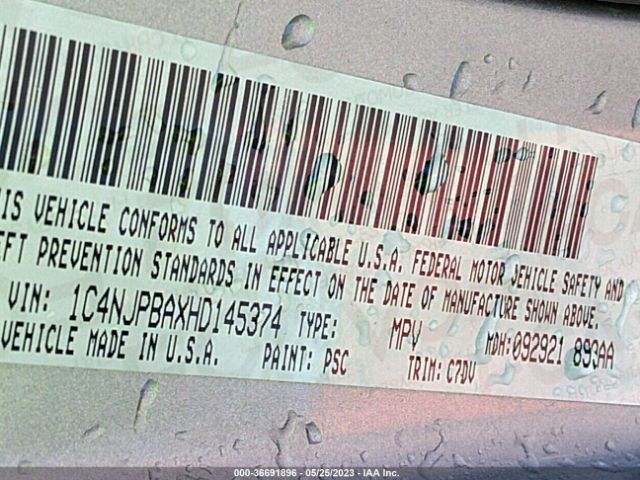 IS VEHICLE CONFORMS TO ALL APPLICABLE U.S.A. FEDERAL MOTOR VEHICLE SAFETY AND
EFT PREVENTION STANDARDS IN EFFECT ON THE DATE OF MANUFACTURE SHOWN ABOVE.
VIN: 1C4NJPBAXHD145374 TYPE: MPV MDH:092921 893AA
VEHICLE MADE IN U.S.A. PAINT: PSC TRIM: C7DV
000-36691896 - 05/25/2023 - IAA Inc.